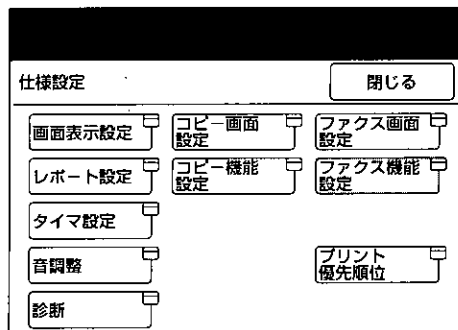 仕様設定
閉じる
画面表示設定
コピー画面
設定
ファクス画面
設定
レポート設定
コピー機能
設定
ファクス機能
設定
タイマ設定
音調整
プリント
優先順位
診断